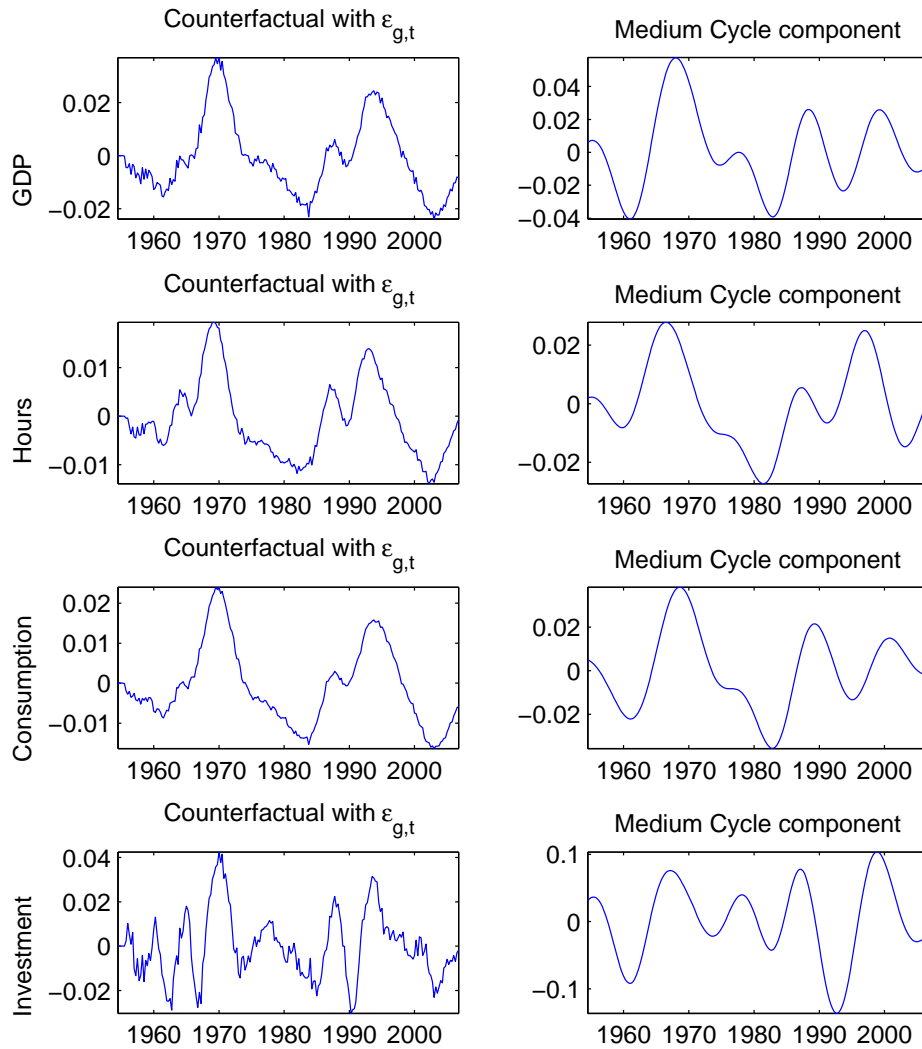 Counterfactual with ε_g,t
Medium Cycle component
GDP
0.02
0
−0.02
1960 1970 1980 1990 2000
0.04
0.02
0
−0.02
−0.04
1960 1970 1980 1990 2000
Counterfactual with ε_g,t
Medium Cycle component
Hours
0.01
0
−0.01
1960 1970 1980 1990 2000
0.02
0
−0.02
1960 1970 1980 1990 2000
Counterfactual with ε_g,t
Medium Cycle component
Consumption
0.02
0.01
0
−0.01
1960 1970 1980 1990 2000
0.02
0
−0.02
1960 1970 1980 1990 2000
Counterfactual with ε_g,t
Medium Cycle component
Investment
0.04
0.02
0
−0.02
1960 1970 1980 1990 2000
0.1
0
−0.1
1960 1970 1980 1990 2000